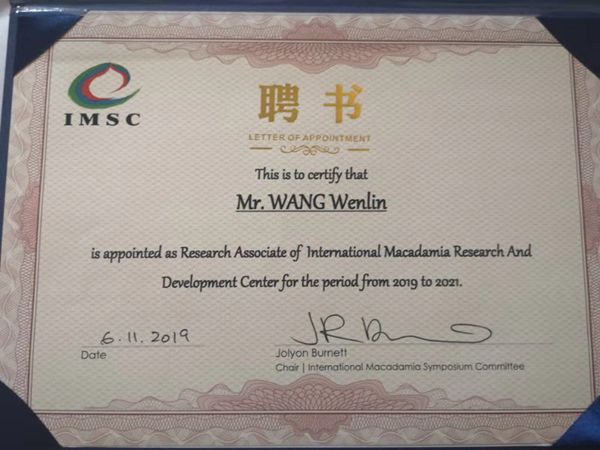 IMSC
聘书
LETTER OF APPOINTMENT
This is to certify that
Mr. WANG Wenlin
is appointed as Research Associate of International Macadamia Research And
Development Center for the period from 2019 to 2021.
6.11.2019
Date
Jolyon Burnett
Chair | International Macadamia Symposium Committee